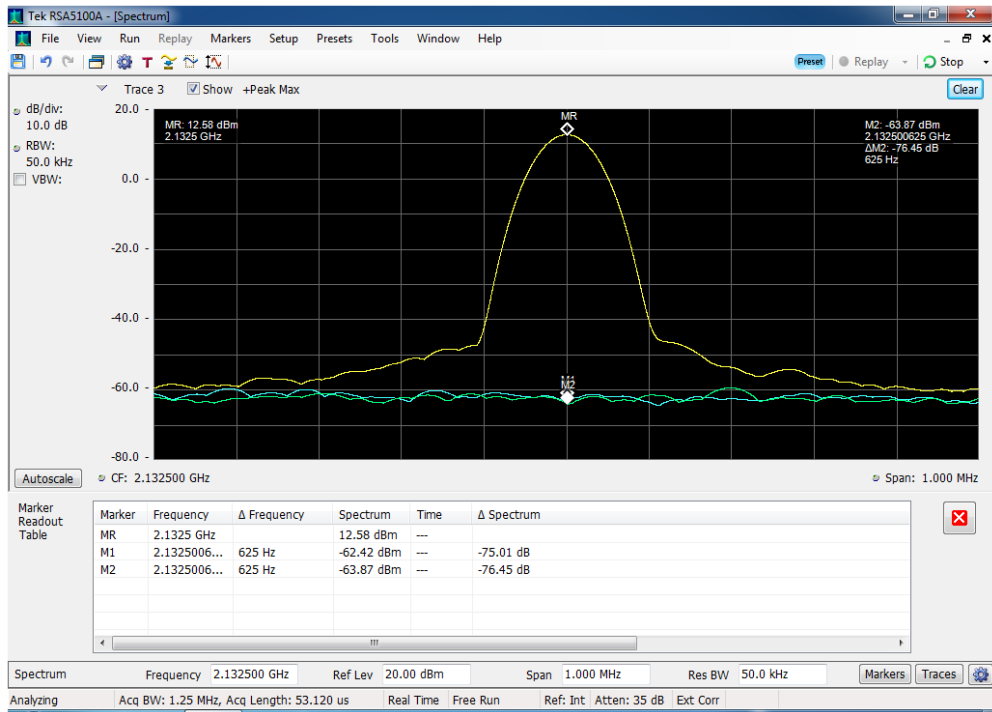 Tek RSA5100A - [Spectrum]
File View Run Replay Markers Setup Presets Tools Window Help
T Preset Replay Stop
Trace 3 Show +Peak Max Clear
dB/div:
10.0 dB
RBW:
50.0 kHz
VBW:
20.0 -
0.0 -
-20.0 -
-40.0 -
-60.0 -
-80.0 -
MR: 12.58 dBm
2.1325 GHz
MR
M2: -63.87 dBm
2.132500625 GHz
ΔM2: -76.45 dB
625 Hz
M2
Autoscale CF: 2.132500 GHz Span: 1.000 MHz
Marker
Readout
Table
Marker Frequency Δ Frequency Spectrum Time Δ Spectrum
MR 2.1325 GHz 12.58 dBm ---
M1 2.1325006... 625 Hz -62.42 dBm --- -75.01 dB
M2 2.1325006... 625 Hz -63.87 dBm --- -76.45 dB
Spectrum Frequency 2.132500 GHz Ref Lev 20.00 dBm Span 1.000 MHz Res BW 50.0 kHz Markers Traces
Analyzing Acq BW: 1.25 MHz, Acq Length: 53.120 us Real Time Free Run Ref: Int Atten: 35 dB Ext Corr